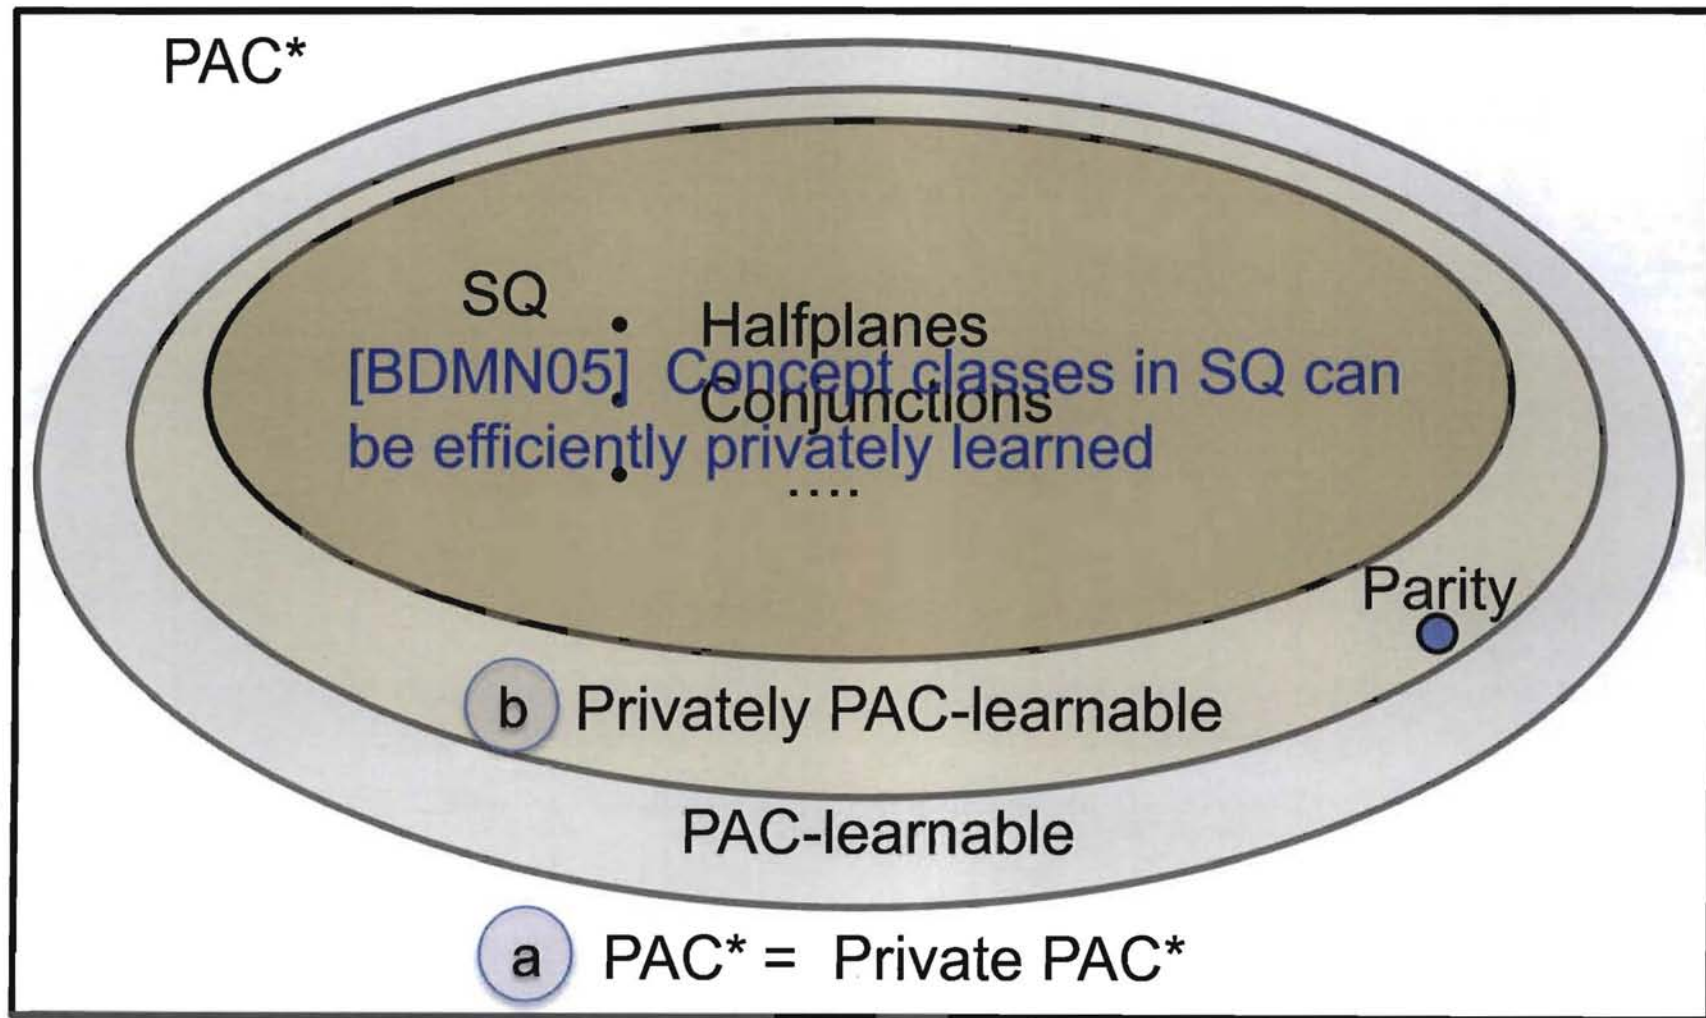 PAC*
SQ
• Halfplanes
[BDMN05] Concept classes in SQ can
• Conjunctions
be efficiently privately learned
• ....
Parity
b Privately PAC-learnable
PAC-learnable
a PAC* = Private PAC*